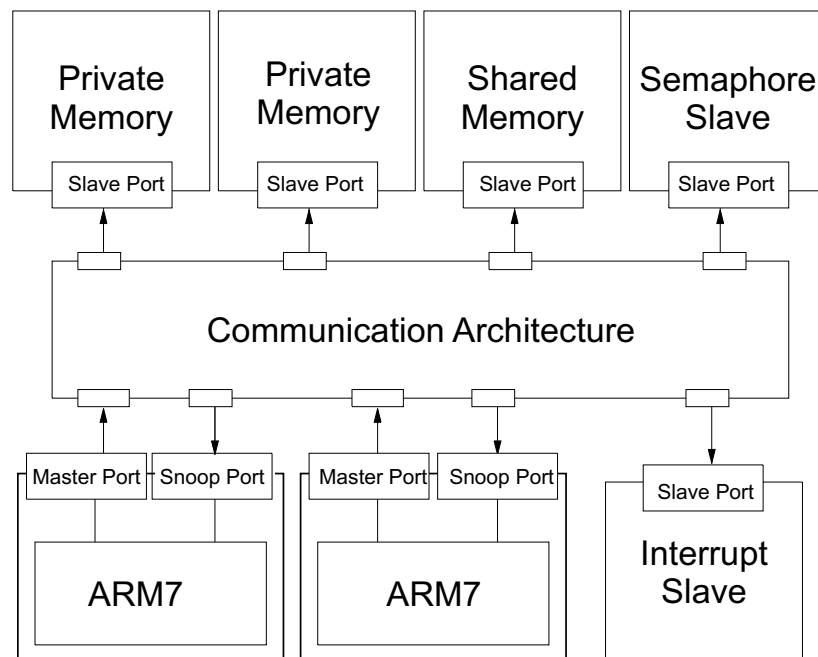 Private
Memory
Private
Memory
Shared
Memory
Semaphore
Slave
Slave Port
Slave Port
Slave Port
Slave Port
Communication Architecture
Master Port
Snoop Port
Master Port
Snoop Port
Slave Port
ARM7
ARM7
Interrupt
Slave